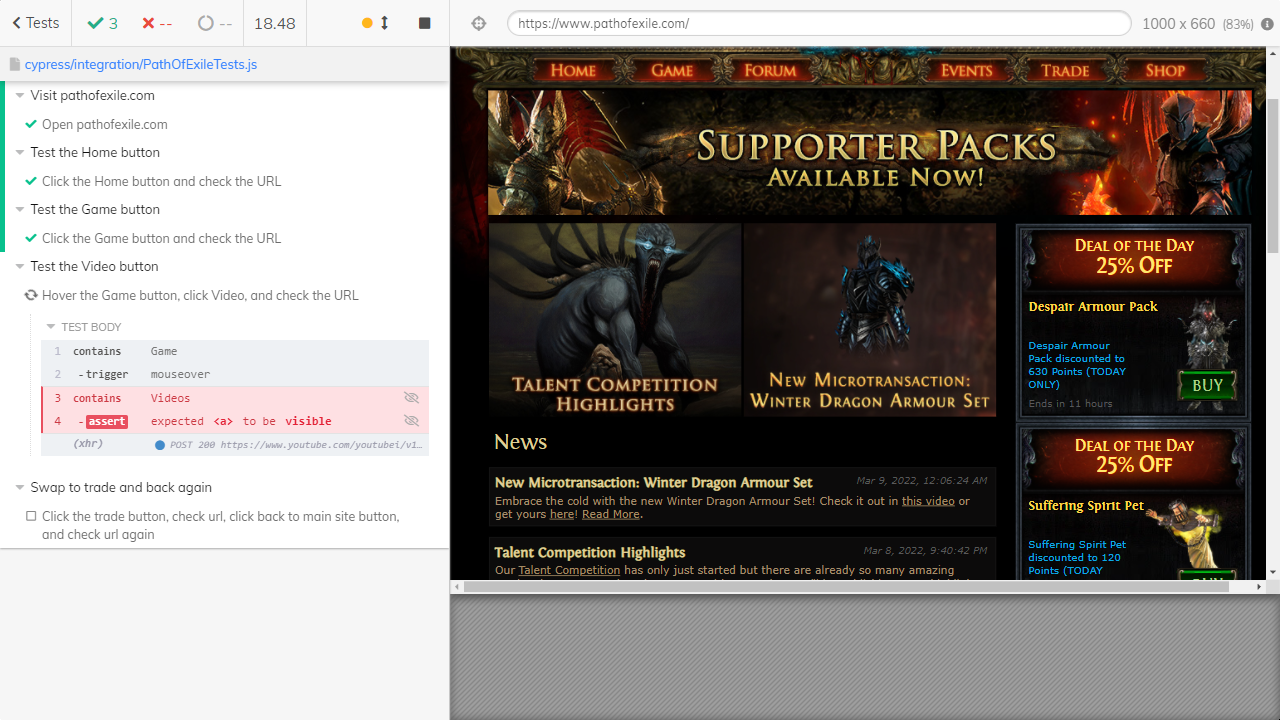 Tests
3
--
--
18.48
https://www.pathofexile.com/
1000 x 660 (83%)
cypress/integration/PathOfExileTests.js
Visit pathofexile.com
Open pathofexile.com
Test the Home button
Click the Home button and check the URL
Test the Game button
Click the Game button and check the URL
Test the Video button
Hover the Game button, click Video, and check the URL
TEST BODY
1 contains Game
2 -trigger mouseover
3 contains Videos
4 -assert expected <a> to be visible
(xhr) POST 200 https://www.youtube.com/youtubei/v1…
Swap to trade and back again
Click the trade button, check url, click back to main site button,
and check url again
Home
Game
Forum
Events
Trade
Shop
Supporter Packs
Available Now!
Talent Competition
Highlights
New Microtransaction:
Winter Dragon Armour Set
News
New Microtransaction: Winter Dragon Armour Set
Mar 9, 2022, 12:06:24 AM
Embrace the cold with the new Winter Dragon Armour Set! Check it out in this video or
get yours here! Read More.
Talent Competition Highlights
Mar 8, 2022, 9:40:42 PM
Our Talent Competition has only just started but there are already so many amazing
Deal of the Day
25% Off
Despair Armour Pack
Despair Armour
Pack discounted to
630 Points (TODAY
ONLY)
BUY
Ends in 11 hours
Deal of the Day
25% Off
Suffering Spirit Pet
Suffering Spirit Pet
discounted to 120
Points (TODAY